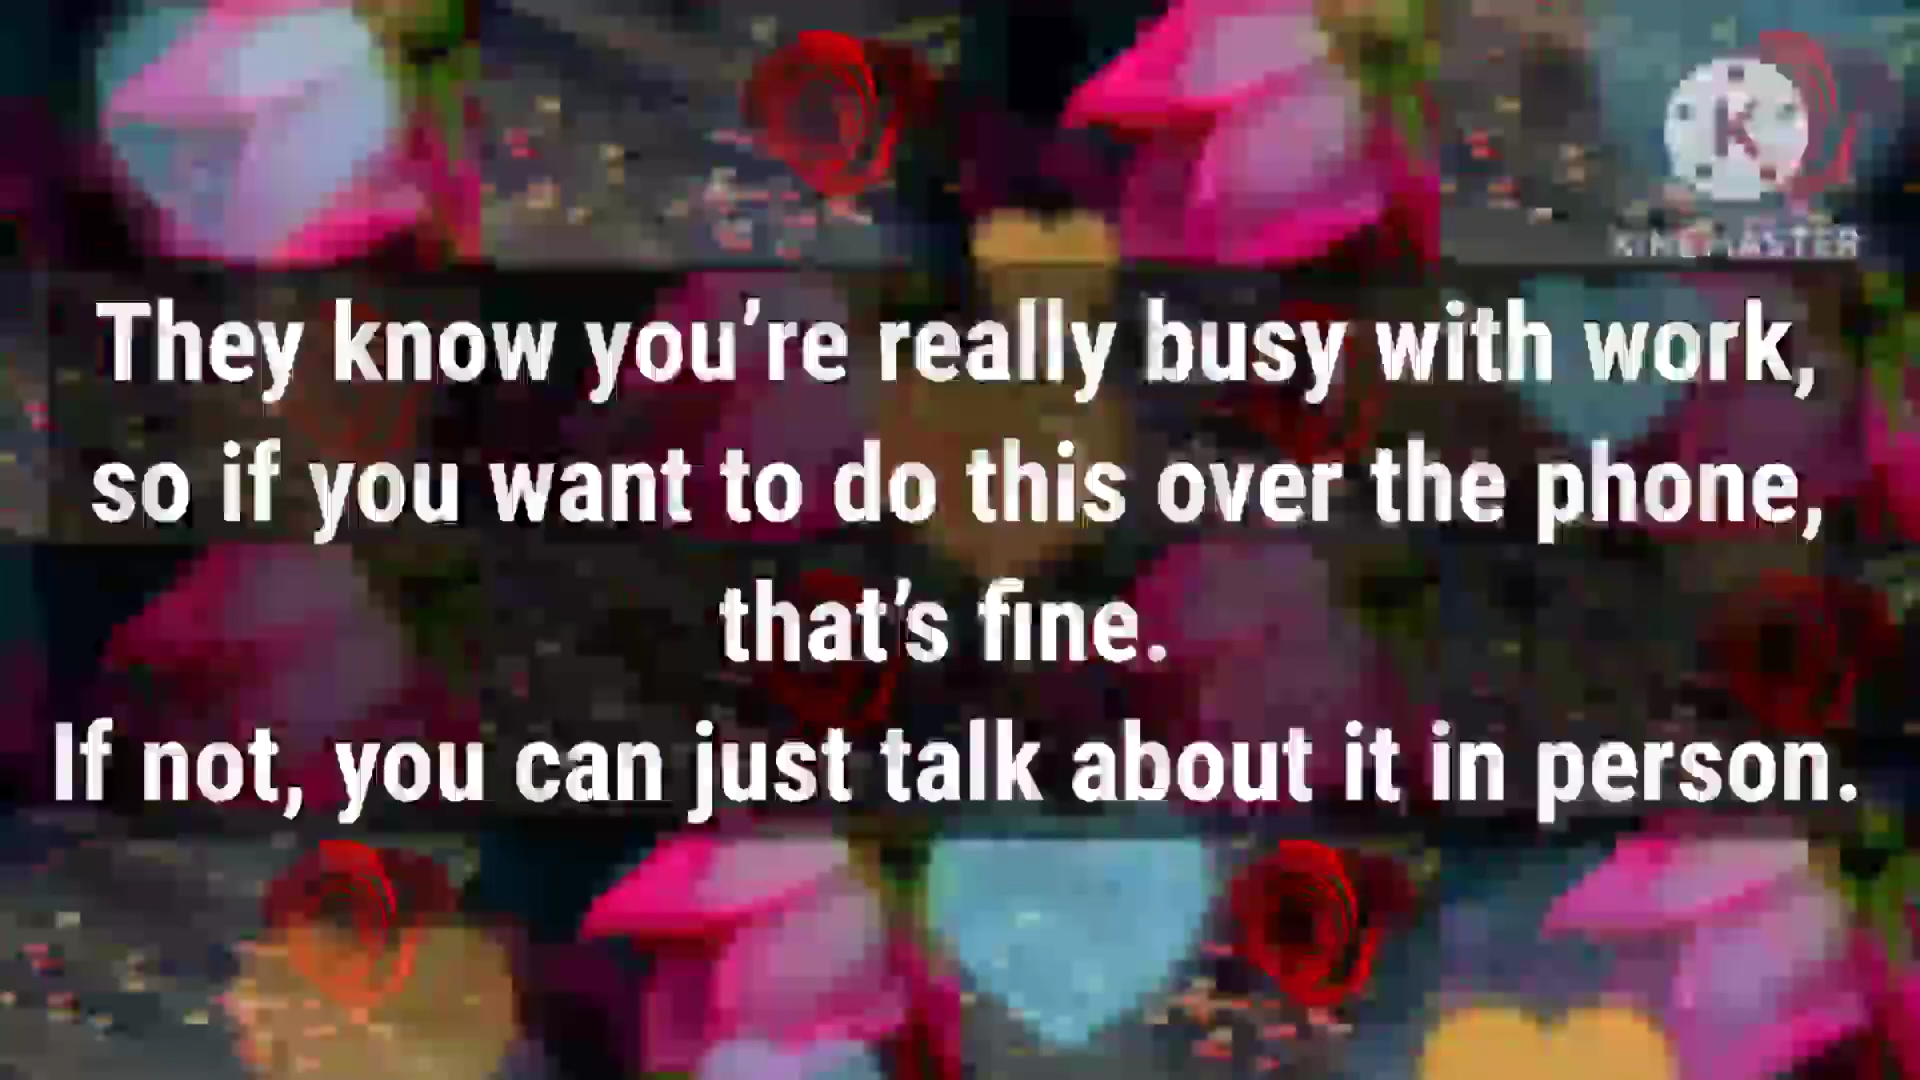 K
KINEMASTER
They know you’re really busy with work,
so if you want to do this over the phone,
that’s fine.
If not, you can just talk about it in person.